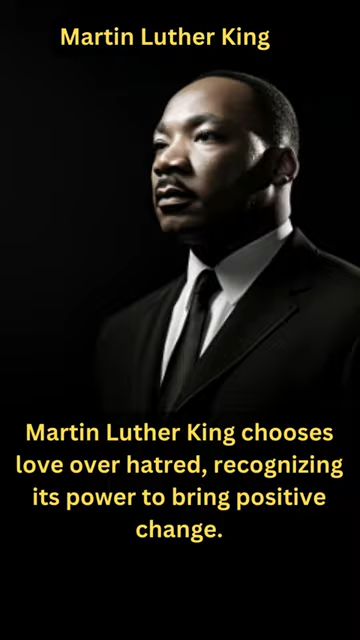 Martin Luther King
Martin Luther King chooses
love over hatred, recognizing
its power to bring positive
change.